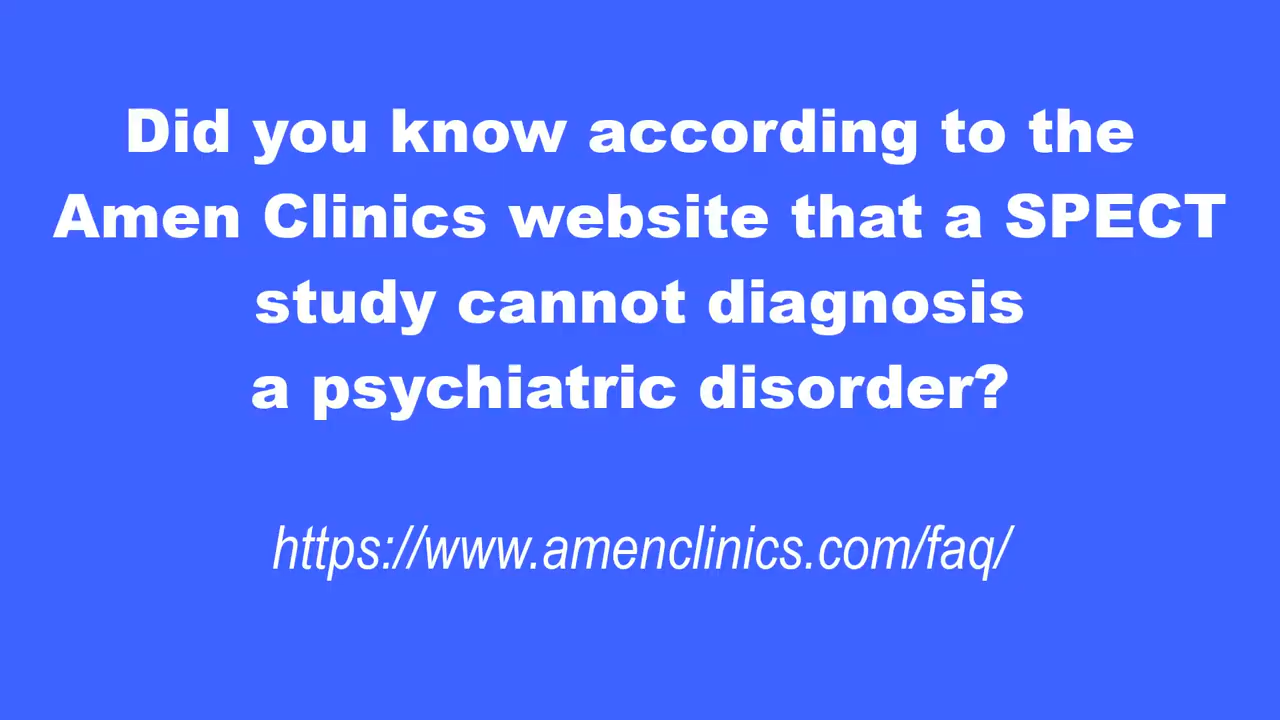 Did you know according to the
Amen Clinics website that a SPECT
study cannot diagnosis
a psychiatric disorder?
https://www.amenclinics.com/faq/